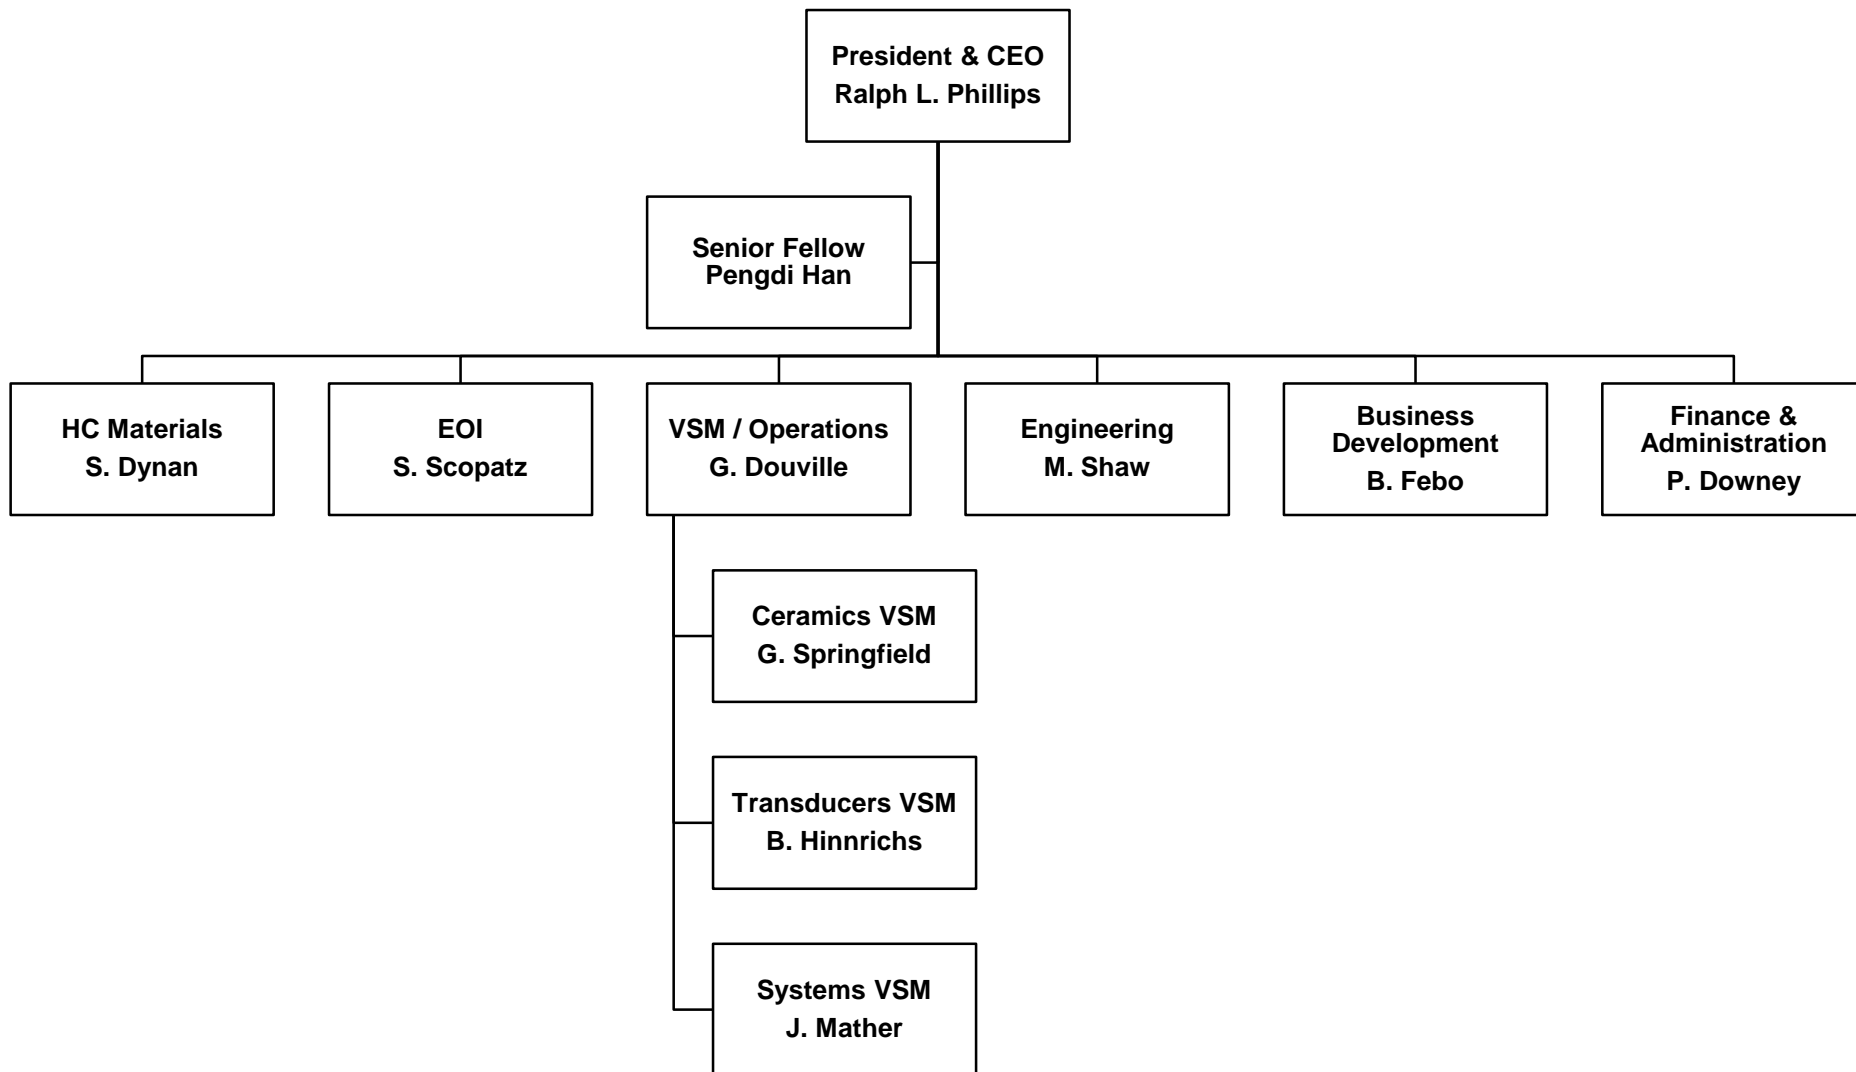 President & CEO
Ralph L. Phillips
Senior Fellow
Pengdi Han
HC Materials
S. Dynan
EOI
S. Scopatz
VSM / Operations
G. Douville
Engineering
M. Shaw
Business
Development
B. Febo
Finance &
Administration
P. Downey
Ceramics VSM
G. Springfield
Transducers VSM
B. Hinnrichs
Systems VSM
J. Mather